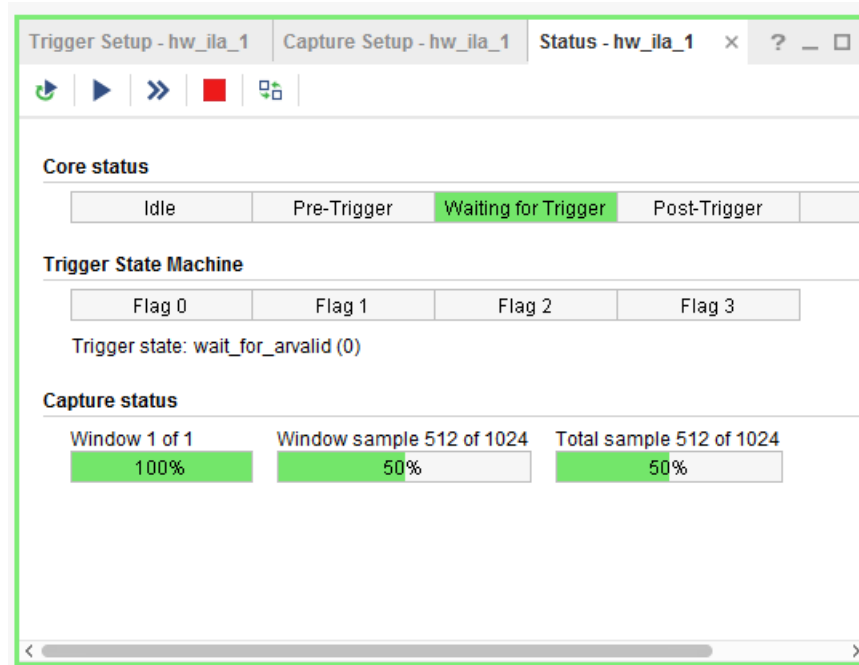 Trigger Setup - hw_ila_1 Capture Setup - hw_ila_1 Status - hw_ila_1 × ?
Core status
Idle Pre-Trigger Waiting for Trigger Post-Trigger
Trigger State Machine
Flag 0 Flag 1 Flag 2 Flag 3
Trigger state: wait_for_arvalid (0)
Capture status
Window 1 of 1 Window sample 512 of 1024 Total sample 512 of 1024
100% 50% 50%